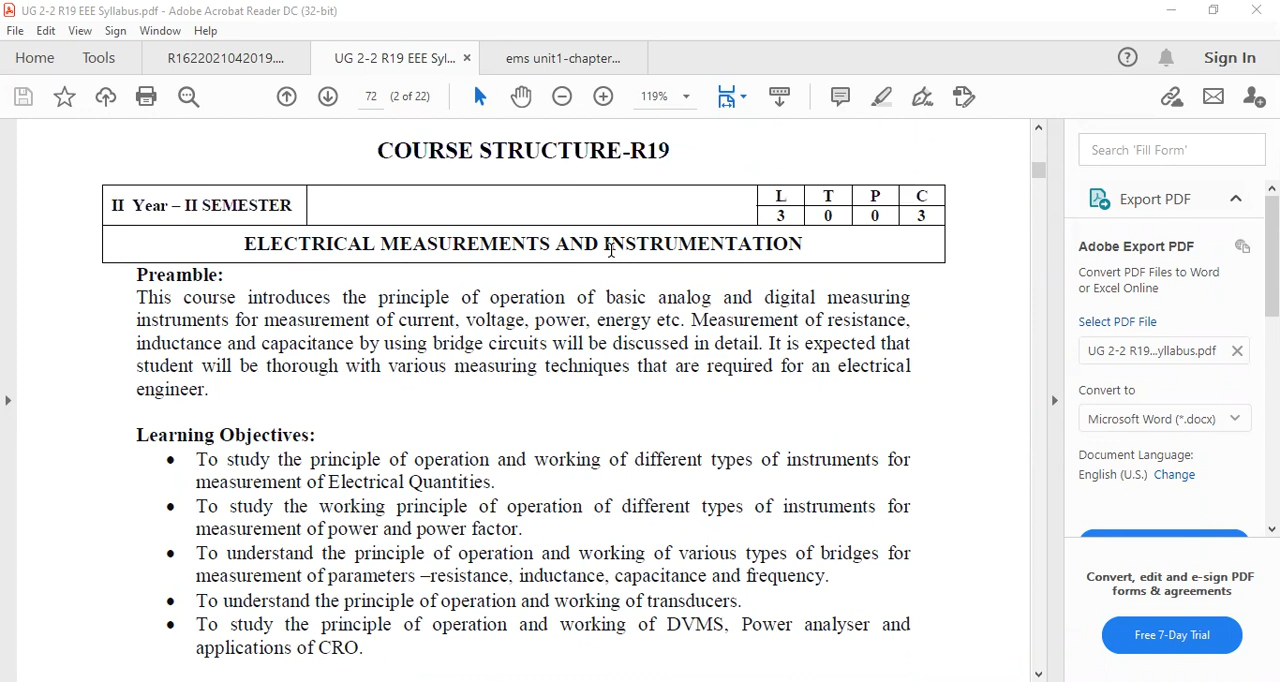 UG 2-2 R19 EEE Syllabus.pdf - Adobe Acrobat Reader DC (32-bit)
File Edit View Sign Window Help
Home Tools R1622021042019.... UG 2-2 R19 EEE Syl... × ems unit1-chapter... Sign In
72 (2 of 22) 119%
COURSE STRUCTURE-R19
II Year – II SEMESTER L T P C
3 0 0 3
ELECTRICAL MEASUREMENTS AND INSTRUMENTATION
Preamble:
This course introduces the principle of operation of basic analog and digital measuring
instruments for measurement of current, voltage, power, energy etc. Measurement of resistance,
inductance and capacitance by using bridge circuits will be discussed in detail. It is expected that
student will be thorough with various measuring techniques that are required for an electrical
engineer.
Learning Objectives:
• To study the principle of operation and working of different types of instruments for
measurement of Electrical Quantities.
• To study the working principle of operation of different types of instruments for
measurement of power and power factor.
• To understand the principle of operation and working of various types of bridges for
measurement of parameters –resistance, inductance, capacitance and frequency.
• To understand the principle of operation and working of transducers.
• To study the principle of operation and working of DVMS, Power analyser and
applications of CRO.
Search 'Fill Form'
Export PDF
Adobe Export PDF
Convert PDF Files to Word
or Excel Online
Select PDF File
UG 2-2 R19...yllabus.pdf
Convert to
Microsoft Word (*.docx)
Document Language:
English (U.S.) Change
Convert, edit and e-sign PDF
forms & agreements
Free 7-Day Trial